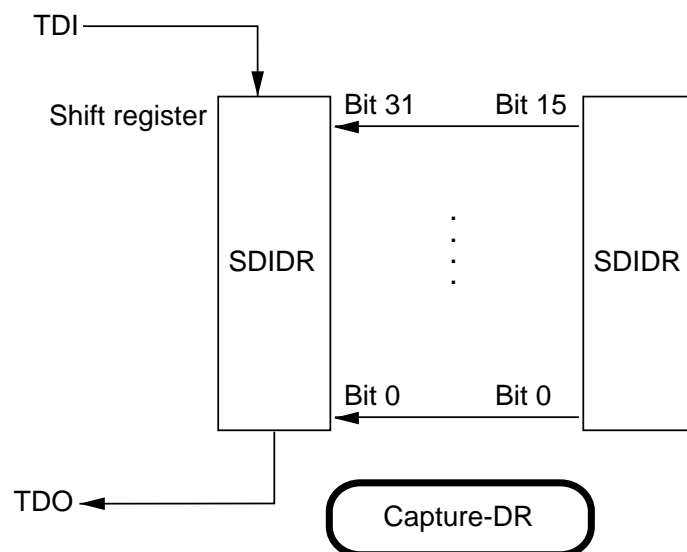 TDI
Shift register
Bit 31
Bit 15
SDIDR
.
.
.
.
SDIDR
Bit 0
Bit 0
TDO
Capture-DR